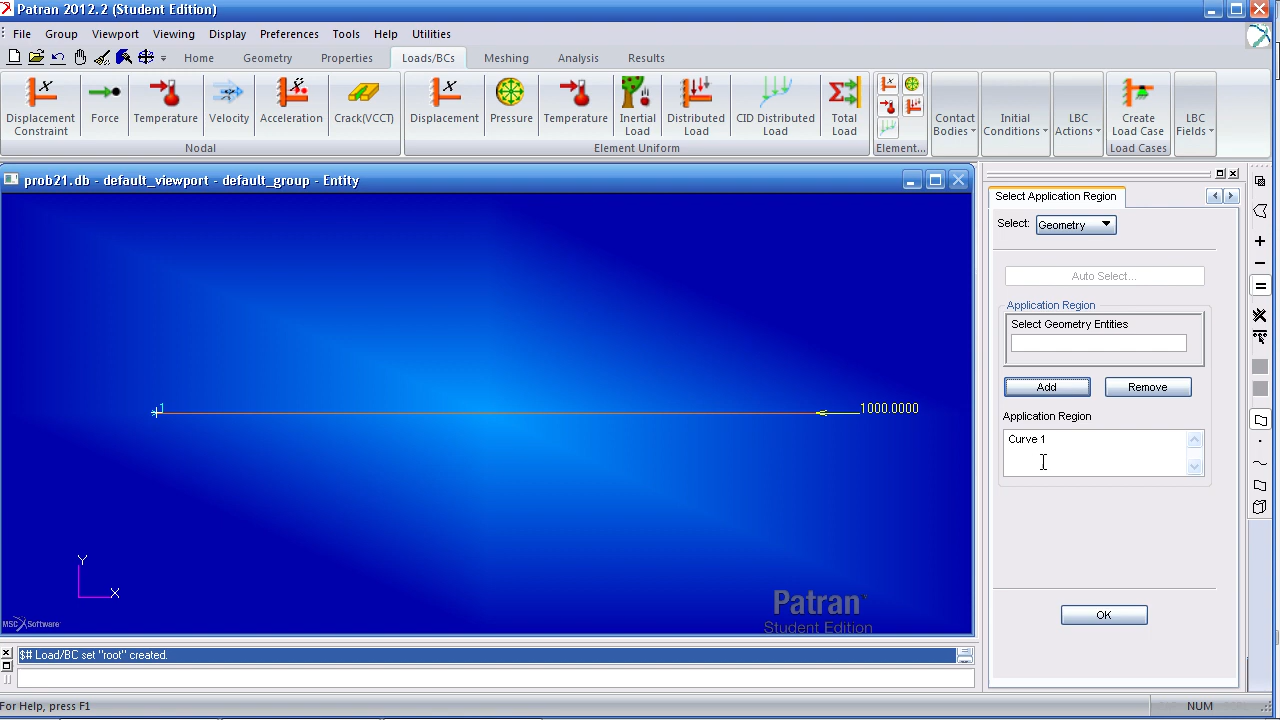 Patran 2012.2 (Student Edition)
File Group Viewport Viewing Display Preferences Tools Help Utilities
Home Geometry Properties Loads/BCs Meshing Analysis Results
Displacement Constraint
Force
Temperature
Velocity
Acceleration
Crack(VCCT)
Nodal
Displacement
Pressure
Temperature
Inertial Load
Distributed Load
CID Distributed Load
Total Load
Element Uniform
Element...
Contact Bodies
Initial Conditions
LBC Actions
Create Load Case
Load Cases
LBC Fields
prob21.db - default_viewport - default_group - Entity
1
1000.0000
Y
X
MSC Software
Patran
Student Edition
Select Application Region
Select: Geometry
Auto Select...
Application Region
Select Geometry Entities
Add Remove
Application Region
Curve 1
OK
$# Load/BC set "root" created.
For Help, press F1
NUM